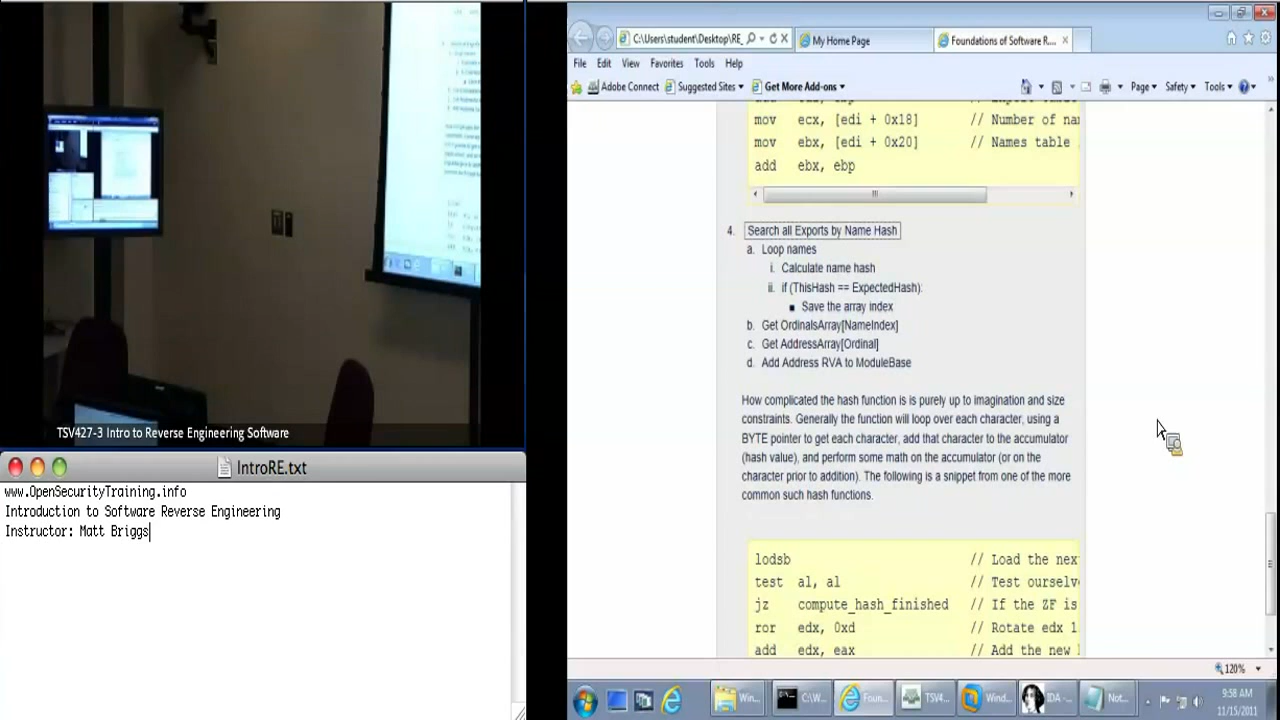 TSV427-3 Intro to Reverse Engineering Software
IntroRE.txt
www.OpenSecurityTraining.info
Introduction to Software Reverse Engineering
Instructor: Matt Briggs
C:\Users\student\Desktop\RE_
My Home Page
Foundations of Software R...
File Edit View Favorites Tools Help
Adobe Connect Suggested Sites Get More Add-ons
Page Safety Tools
mov ecx, [edi + 0x18] // Number of na
mov ebx, [edi + 0x20] // Names table
add ebx, ebp
4. Search all Exports by Name Hash
a. Loop names
i. Calculate name hash
ii. if (ThisHash == ExpectedHash):
Save the array index
b. Get OrdinalsArray[NameIndex]
c. Get AddressArray[Ordinal]
d. Add Address RVA to ModuleBase
How complicated the hash function is is purely up to imagination and size
constraints. Generally the function will loop over each character, using a
BYTE pointer to get each character, add that character to the accumulator
(hash value), and perform some math on the accumulator (or on the
character prior to addition). The following is a snippet from one of the more
common such hash functions.
lodsb // Load the nex
test al, al // Test ourselv
jz compute_hash_finished // If the ZF is
ror edx, 0xd // Rotate edx
add edx, eax // Add the new
120%
Win... C:\W... Foun... TSV4... Wind... IDA -... Not...
9:58 AM
11/15/2011